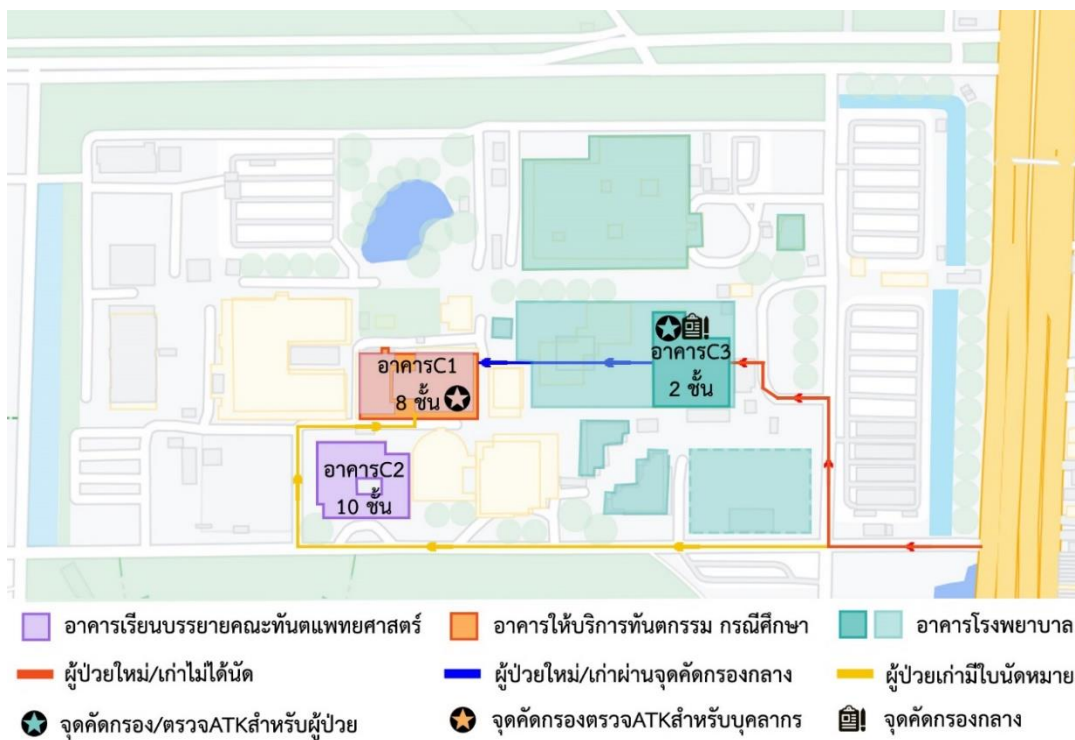 อาคารC3
2 ชั้น
อาคารC1
8 ชั้น
อาคารC2
10 ชั้น
อาคารเรียนบรรยายคณะทันตแพทยศาสตร์
อาคารให้บริการทันตกรรม กรณีศึกษา
อาคารโรงพยาบาล
ผู้ป่วยใหม่/เก่าไม่ได้นัด
ผู้ป่วยใหม่/เก่าผ่านจุดคัดกรองกลาง
ผู้ป่วยเก่ามีใบนัดหมาย
จุดคัดกรอง/ตรวจATKสำหรับผู้ป่วย
จุดคัดกรองตรวจATKสำหรับบุคลากร
จุดคัดกรองกลาง